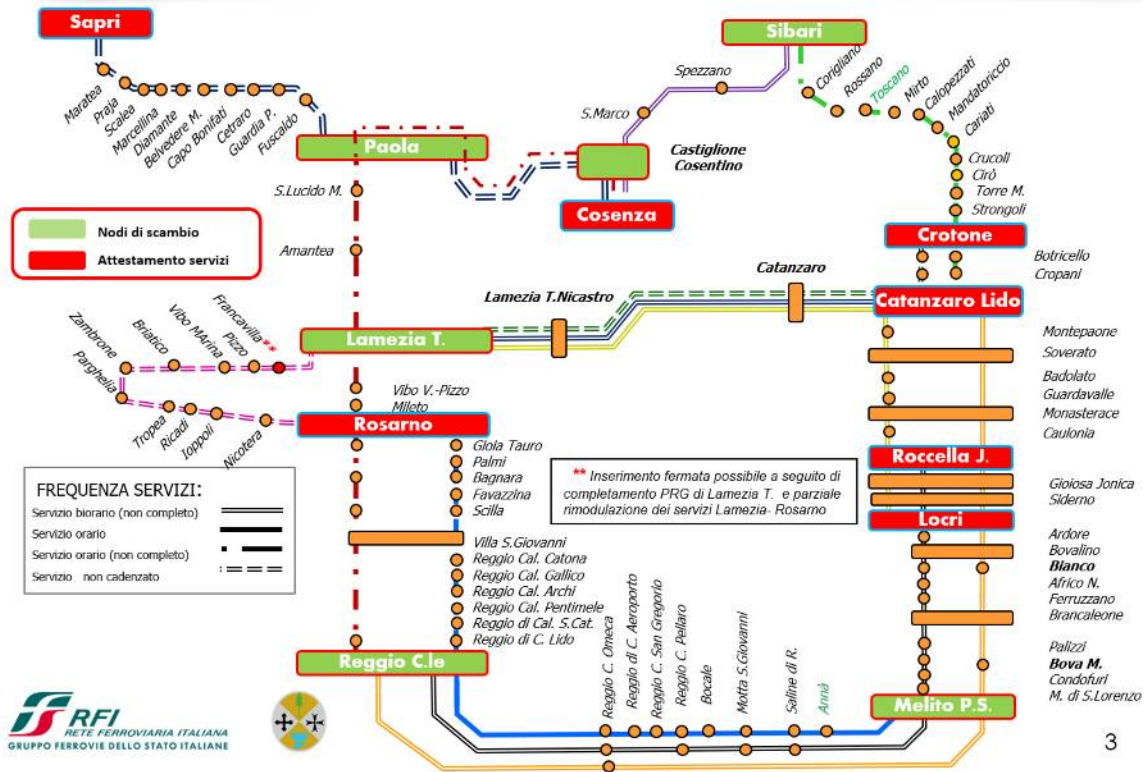 Sapri
Maratea
Praja
Scalea
Marcellina
Diamante
Belvedere M.
Capo Bonifati
Cetraro
Guardia P.
Fuscaldo
Paola
S.Lucido M.
Amantea
Sibari
Spezzano
S.Marco
Castiglione
Cosentino
Cosenza
Corigliano
Rossano
Toscano
Mirto
Calopezzati
Mandatoriccio
Cariati
Crucoli
Cirò
Torre M.
Strongoli
Crotone
Botricello
Cropani
Nodi di scambio
Attestamento servizi
Catanzaro
Lamezia T.Nicastro
Catanzaro Lido
Lamezia T.
Francavilla**
Pizzo
Vibo MArina
Briatico
Zambrone
Parghelia
Tropea
Ricadi
Ioppoli
Nicotera
Vibo V.-Pizzo
Mileto
Rosarno
Montepaone
Soverato
Badolato
Guardavalle
Monasterace
Caulonia
Roccella J.
Gioiosa Jonica
Siderno
Locri
Gioia Tauro
Palmi
Bagnara
Favazzina
Scilla
Villa S.Giovanni
Reggio Cal. Catona
Reggio Cal. Gallico
Reggio Cal. Archi
Reggio Cal. Pentimele
Reggio di Cal. S.Cat.
Reggio di C. Lido
Reggio C.le
** Inserimento fermata possibile a seguito di
completamento PRG di Lamezia T. e parziale
rimodulazione dei servizi Lamezia- Rosarno
FREQUENZA SERVIZI:
Servizio biorario (non completo)
Servizio orario
Servizio orario (non completo)
Servizio non cadenzato
Ardore
Bovalino
Bianco
Africo N.
Ferruzzano
Brancaleone
Palizzi
Bova M.
Condofuri
M. di S.Lorenzo
Melito P.S.
Reggio C. Omeca
Reggio di C. Aeroporto
Reggio C. San Gregorio
Reggio C. Pellaro
Bocale
Motta S.Giovanni
Saline di R.
Annà
RFI
RETE FERROVIARIA ITALIANA
GRUPPO FERROVIE DELLO STATO ITALIANE
3